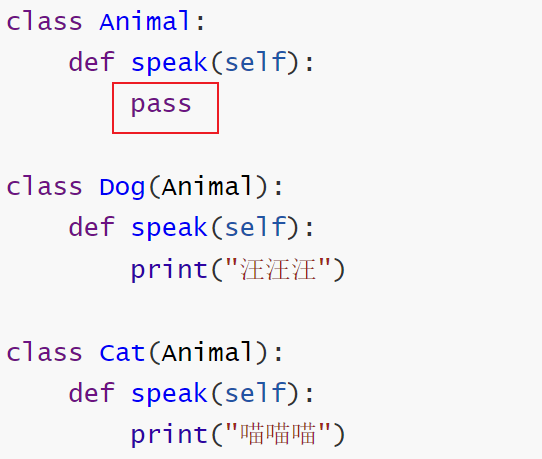 class Animal:
    def speak(self):
        pass
class Dog(Animal):
    def speak(self):
        print("汪汪汪")
class Cat(Animal):
    def speak(self):
        print("喵喵喵")